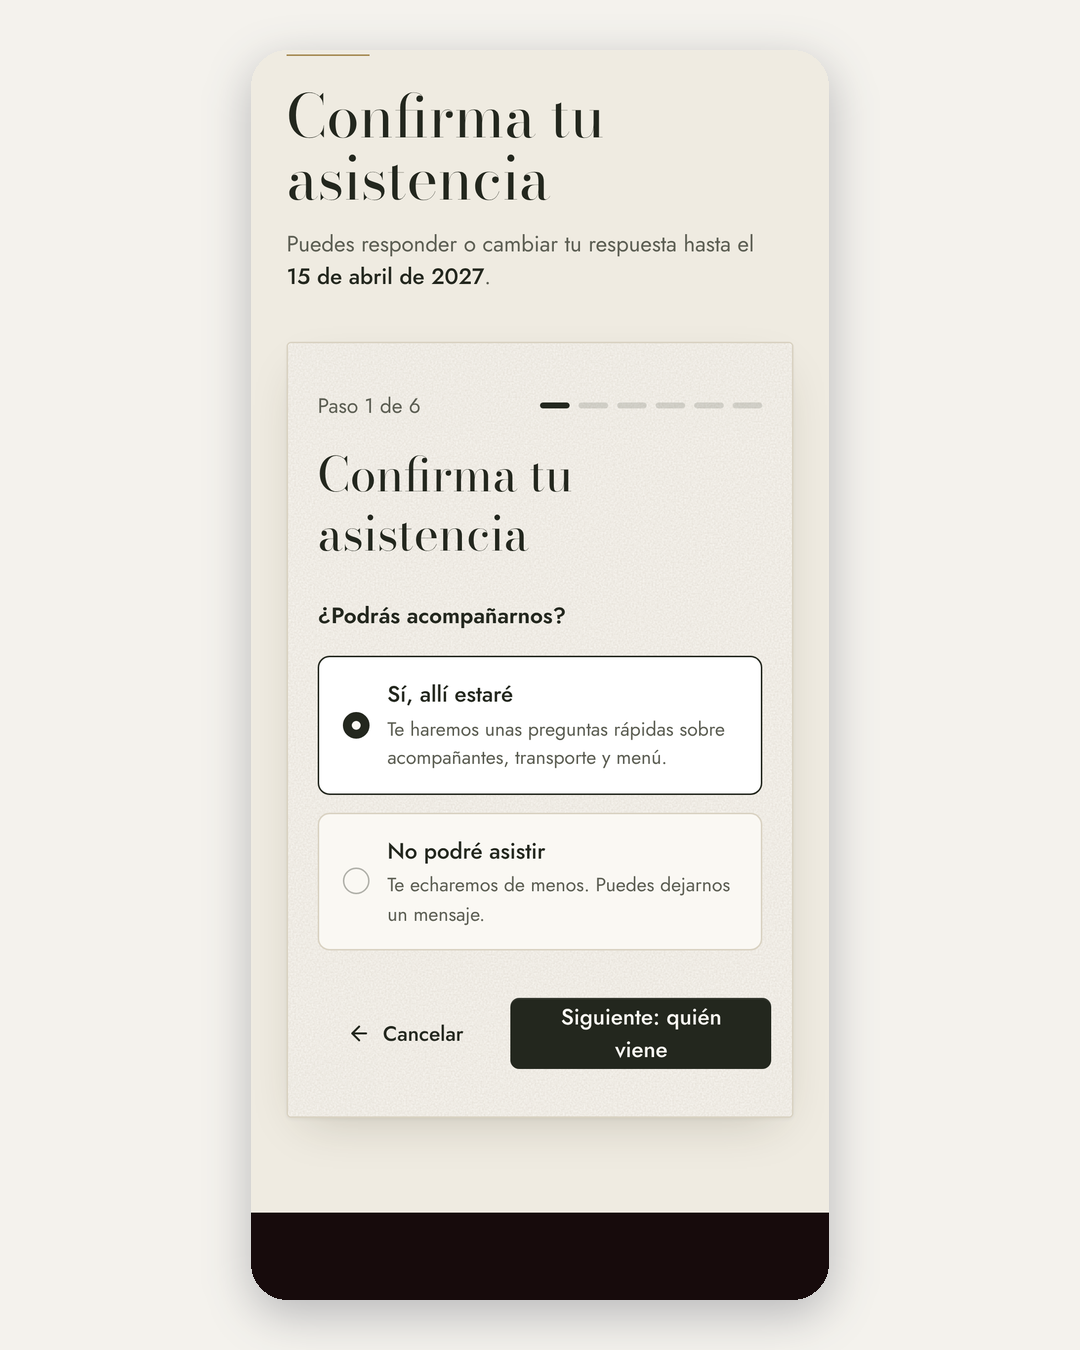 Confirma tu
asistencia
Puedes responder o cambiar tu respuesta hasta el
15 de abril de 2027.
Paso 1 de 6
Confirma tu
asistencia
¿Podrás acompañarnos?
Sí, allí estaré
Te haremos unas preguntas rápidas sobre
acompañantes, transporte y menú.
No podré asistir
Te echaremos de menos. Puedes dejarnos
un mensaje.
Cancelar
Siguiente: quién
viene